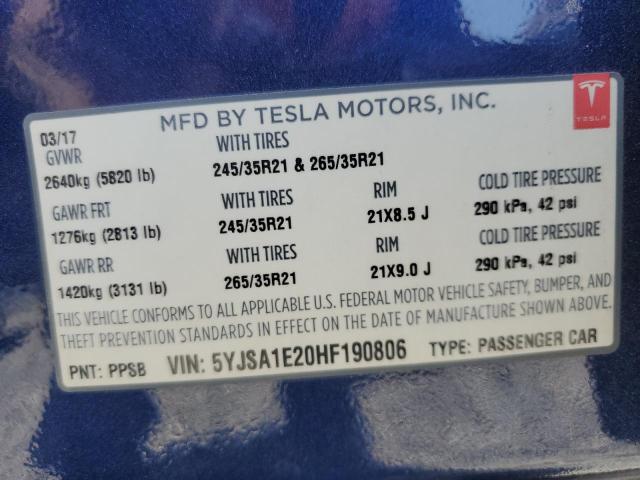 MFD BY TESLA MOTORS, INC.
TESLA
03/17
GVWR WITH TIRES
2640kg (5820 lb) 245/35R21 & 265/35R21
GAWR FRT WITH TIRES RIM COLD TIRE PRESSURE
1276kg (2813 lb) 245/35R21 21X8.5 J 290 kPa, 42 psi
GAWR RR WITH TIRES RIM COLD TIRE PRESSURE
1420kg (3131 lb) 265/35R21 21X9.0 J 290 kPa, 42 psi
THIS VEHICLE CONFORMS TO ALL APPLICABLE U.S. FEDERAL MOTOR VEHICLE SAFETY, BUMPER, AND
THEFT PREVENTION STANDARDS IN EFFECT ON THE DATE OF MANUFACTURE SHOWN ABOVE.
PNT: PPSB VIN: 5YJSA1E20HF190806 TYPE: PASSENGER CAR